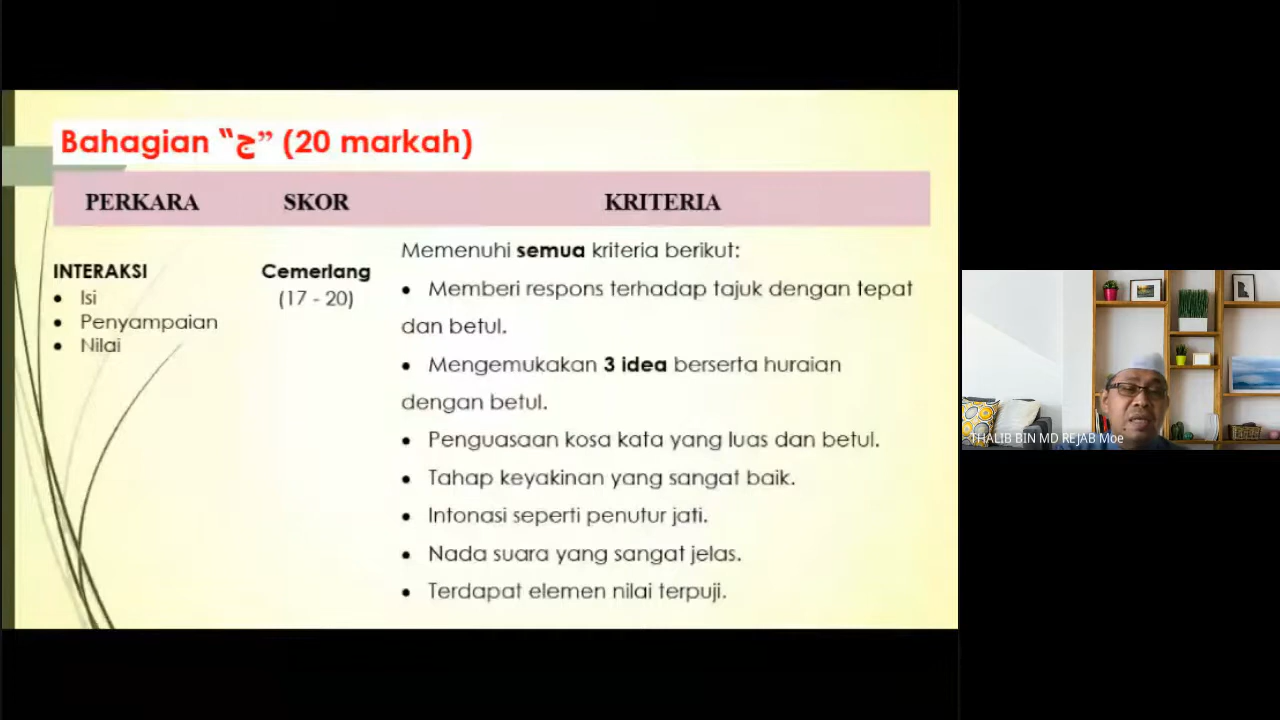 Bahagian “ج” (20 markah)
PERKARA SKOR KRITERIA
INTERAKSI
• Isi
• Penyampaian
• Nilai
Cemerlang
(17 - 20)
Memenuhi semua kriteria berikut:
• Memberi respons terhadap tajuk dengan tepat
dan betul.
• Mengemukakan 3 idea berserta huraian
dengan betul.
• Penguasaan kosa kata yang luas dan betul.
• Tahap keyakinan yang sangat baik.
• Intonasi seperti penutur jati.
• Nada suara yang sangat jelas.
• Terdapat elemen nilai terpuji.
THALIB BIN MD REJAB Moe